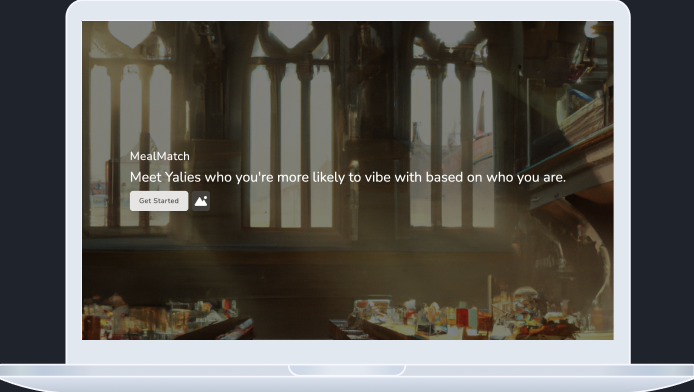 MealMatch
Meet Yalies who you're more likely to vibe with based on who you are.
Get Started